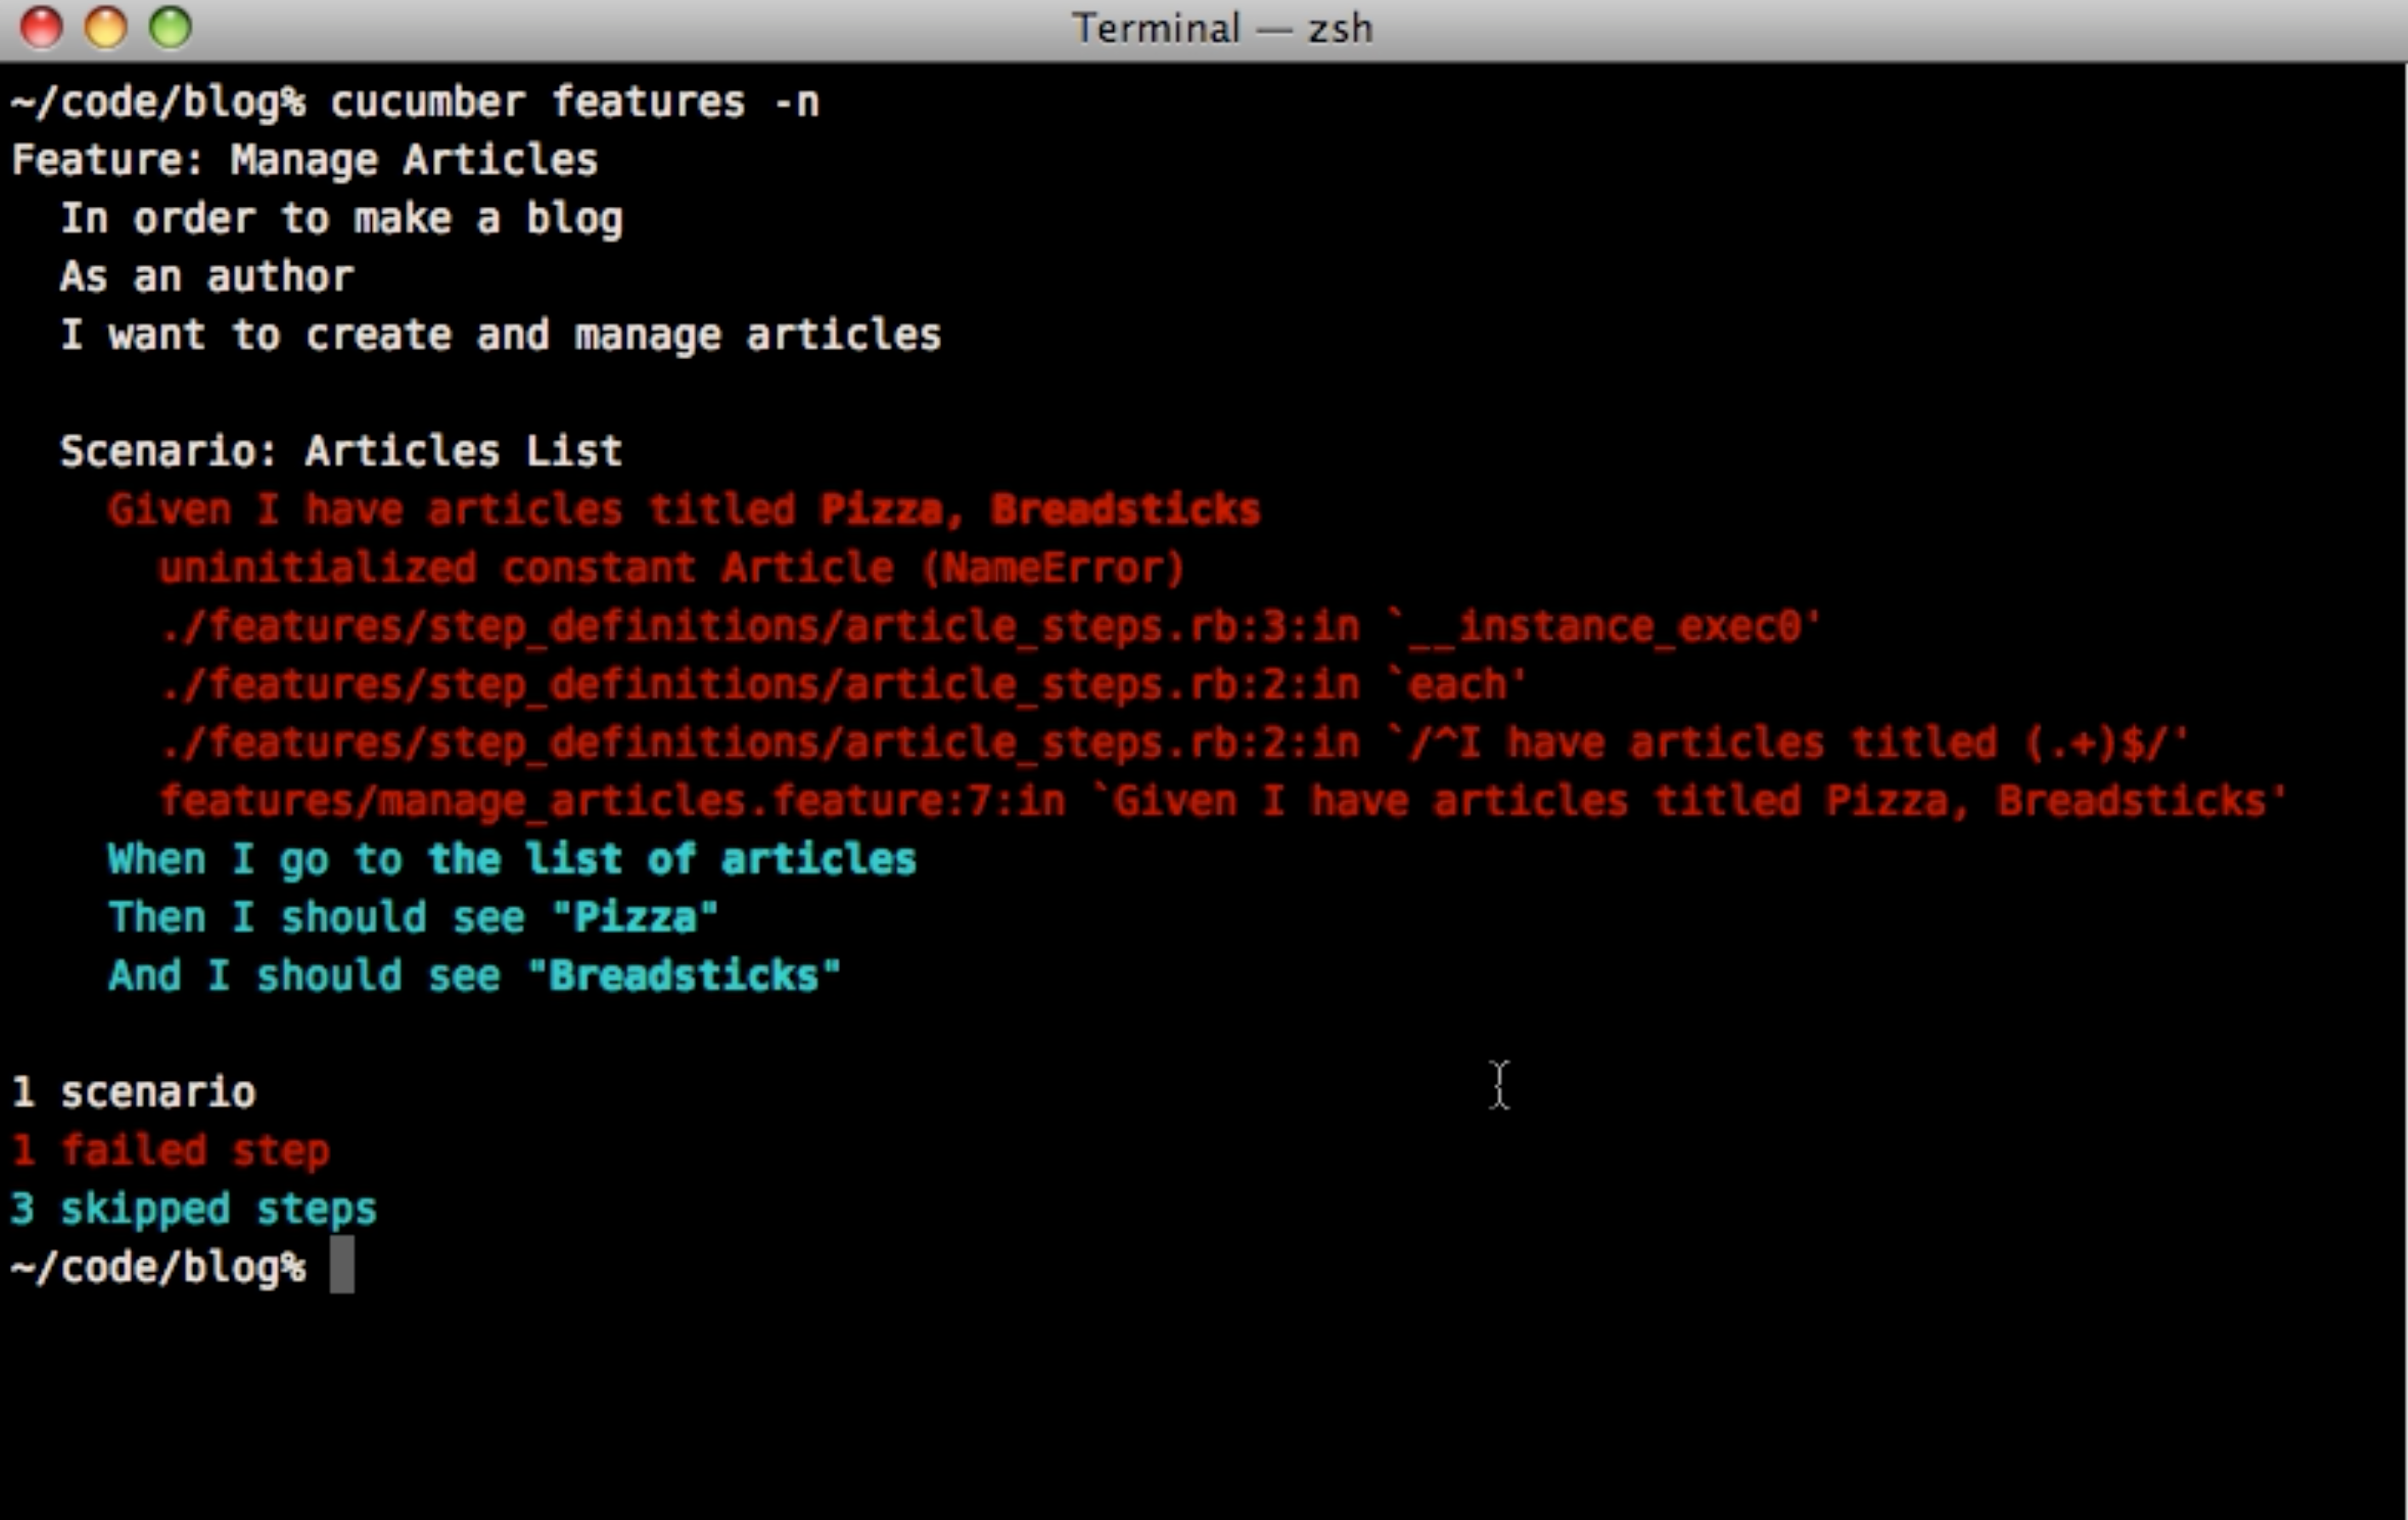 Terminal — zsh
~/code/blog% cucumber features -n
Feature: Manage Articles
  In order to make a blog
  As an author
  I want to create and manage articles

  Scenario: Articles List
    Given I have articles titled Pizza, Breadsticks
      uninitialized constant Article (NameError)
      ./features/step_definitions/article_steps.rb:3:in `__instance_exec0'
      ./features/step_definitions/article_steps.rb:2:in `each'
      ./features/step_definitions/article_steps.rb:2:in `/^I have articles titled (.+)$/'
      features/manage_articles.feature:7:in `Given I have articles titled Pizza, Breadsticks'
    When I go to the list of articles
    Then I should see "Pizza"
    And I should see "Breadsticks"

1 scenario
1 failed step
3 skipped steps
~/code/blog%